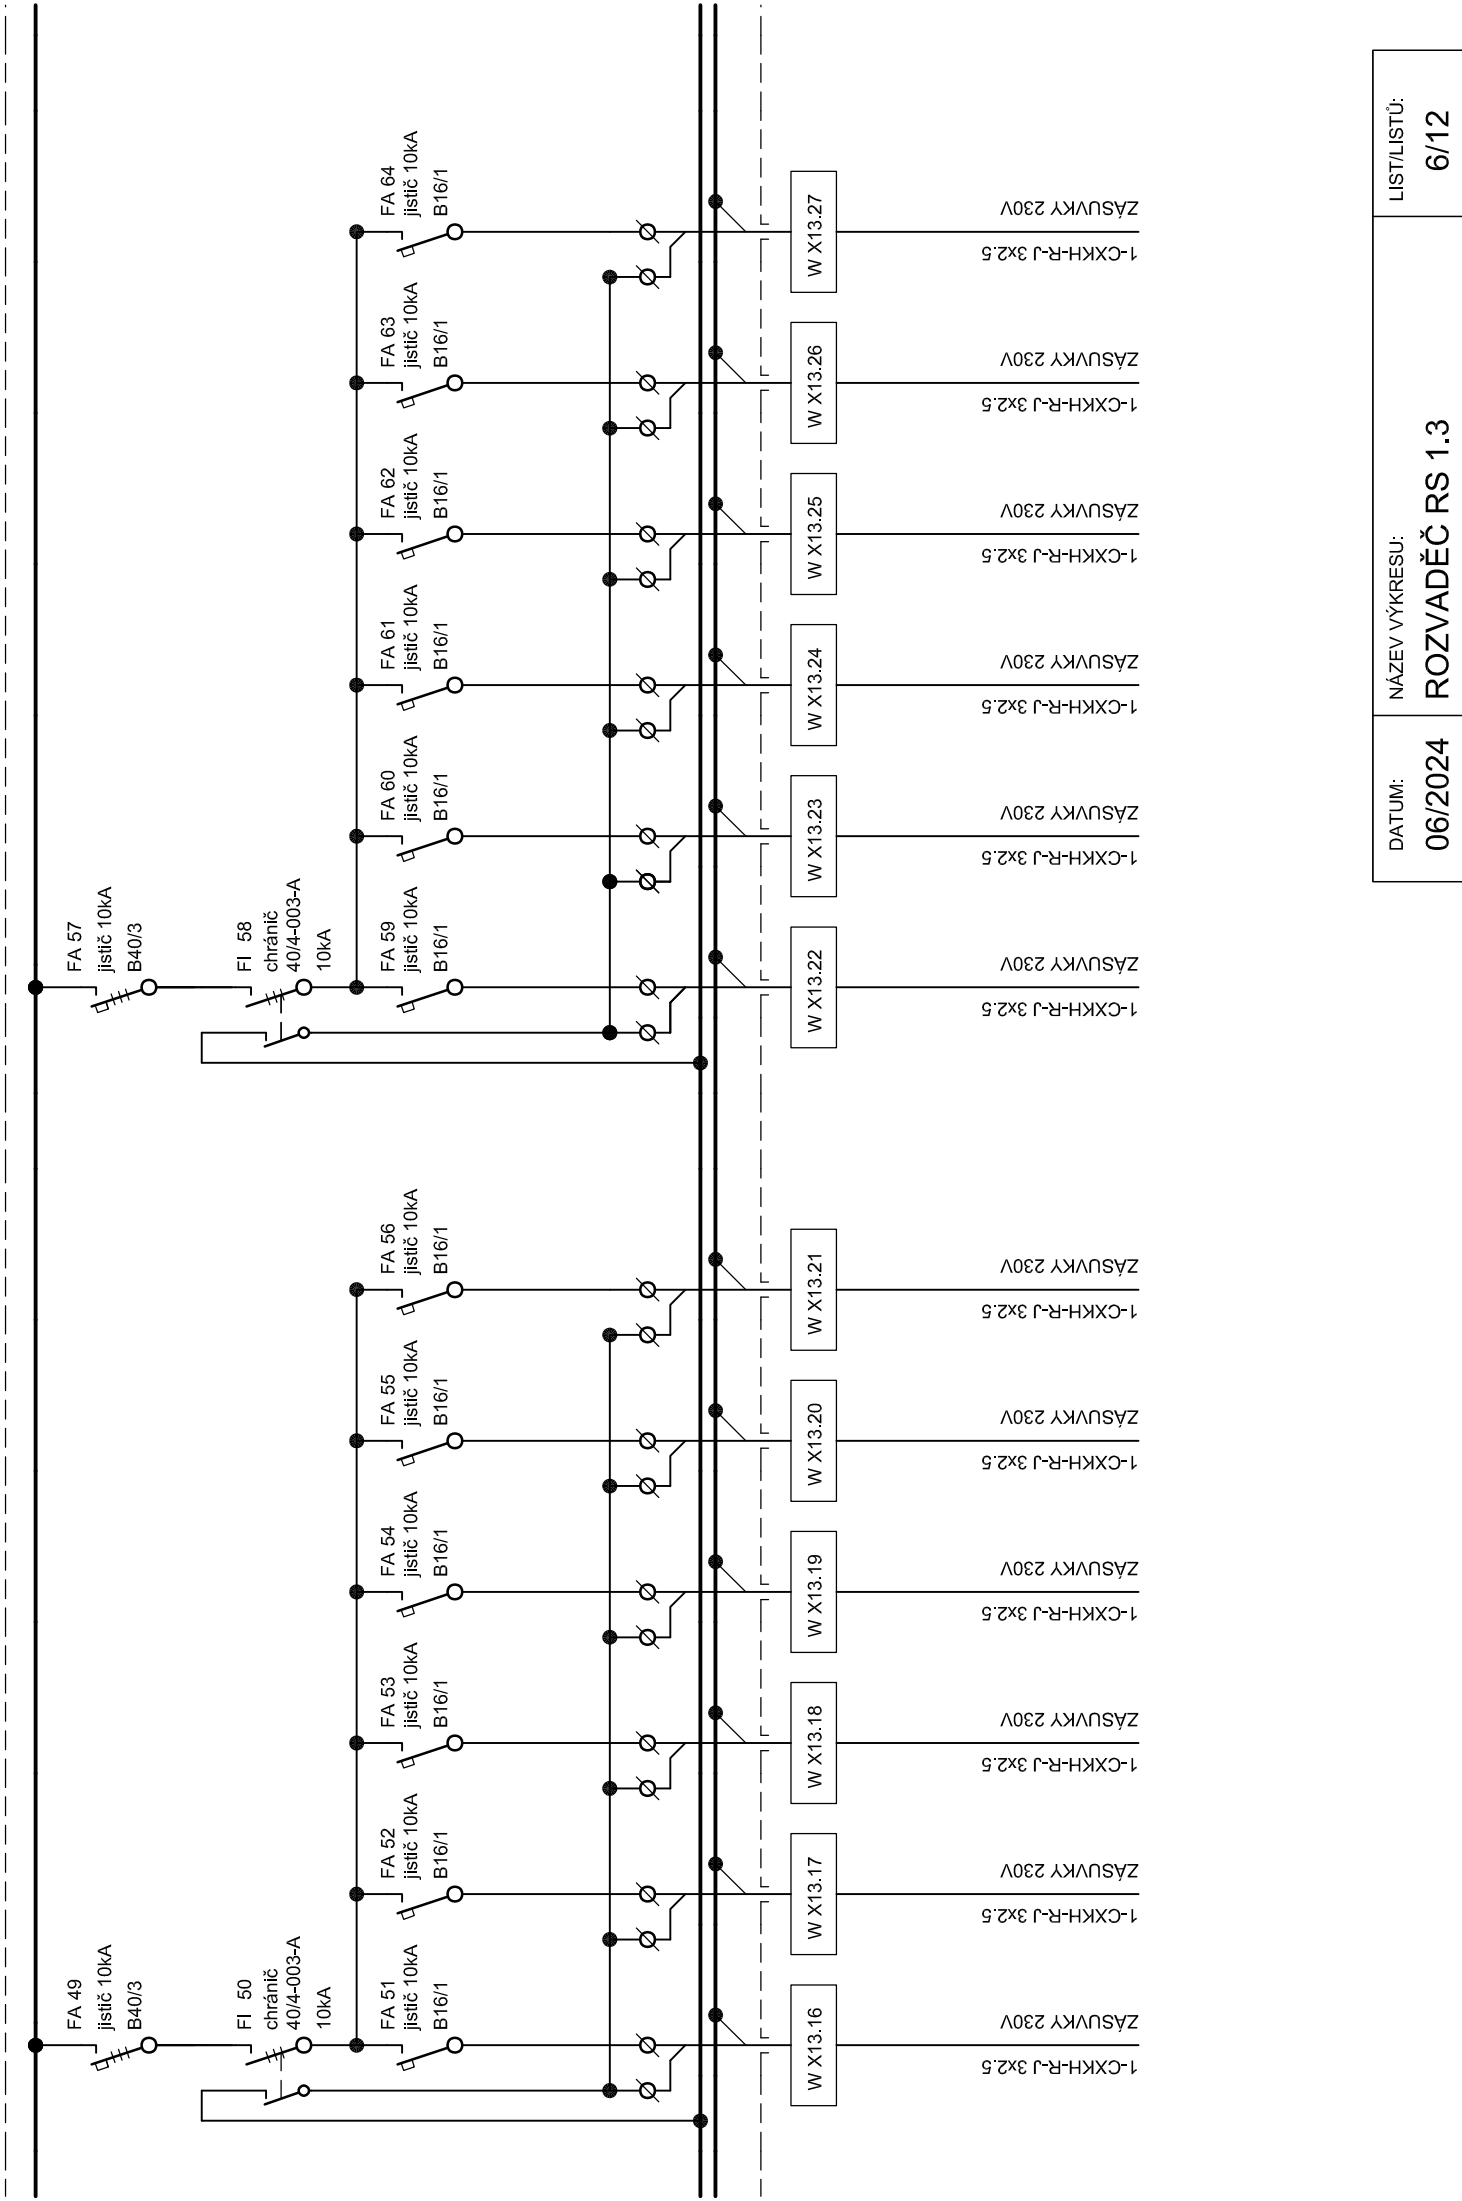 FA 49
jistič 10kA
B40/3
FI 50
chránič
40/4-003-A
10kA
FA 51
jistič 10kA
B16/1
FA 52
jistič 10kA
B16/1
FA 53
jistič 10kA
B16/1
FA 54
jistič 10kA
B16/1
FA 55
jistič 10kA
B16/1
FA 56
jistič 10kA
B16/1
FA 57
jistič 10kA
B40/3
FI 58
chránič
40/4-003-A
10kA
FA 59
jistič 10kA
B16/1
FA 60
jistič 10kA
B16/1
FA 61
jistič 10kA
B16/1
FA 62
jistič 10kA
B16/1
FA 63
jistič 10kA
B16/1
FA 64
jistič 10kA
B16/1
W X13.16
1-CXKH-R-J 3x2.5
ZÁSUVKY 230V
W X13.17
1-CXKH-R-J 3x2.5
ZÁSUVKY 230V
W X13.18
1-CXKH-R-J 3x2.5
ZÁSUVKY 230V
W X13.19
1-CXKH-R-J 3x2.5
ZÁSUVKY 230V
W X13.20
1-CXKH-R-J 3x2.5
ZÁSUVKY 230V
W X13.21
1-CXKH-R-J 3x2.5
ZÁSUVKY 230V
W X13.22
1-CXKH-R-J 3x2.5
ZÁSUVKY 230V
W X13.23
1-CXKH-R-J 3x2.5
ZÁSUVKY 230V
W X13.24
1-CXKH-R-J 3x2.5
ZÁSUVKY 230V
W X13.25
1-CXKH-R-J 3x2.5
ZÁSUVKY 230V
W X13.26
1-CXKH-R-J 3x2.5
ZÁSUVKY 230V
W X13.27
1-CXKH-R-J 3x2.5
ZÁSUVKY 230V
DATUM:
06/2024
NÁZEV VÝKRESU:
ROZVADĚČ RS 1.3
LIST/LISTŮ:
6/12